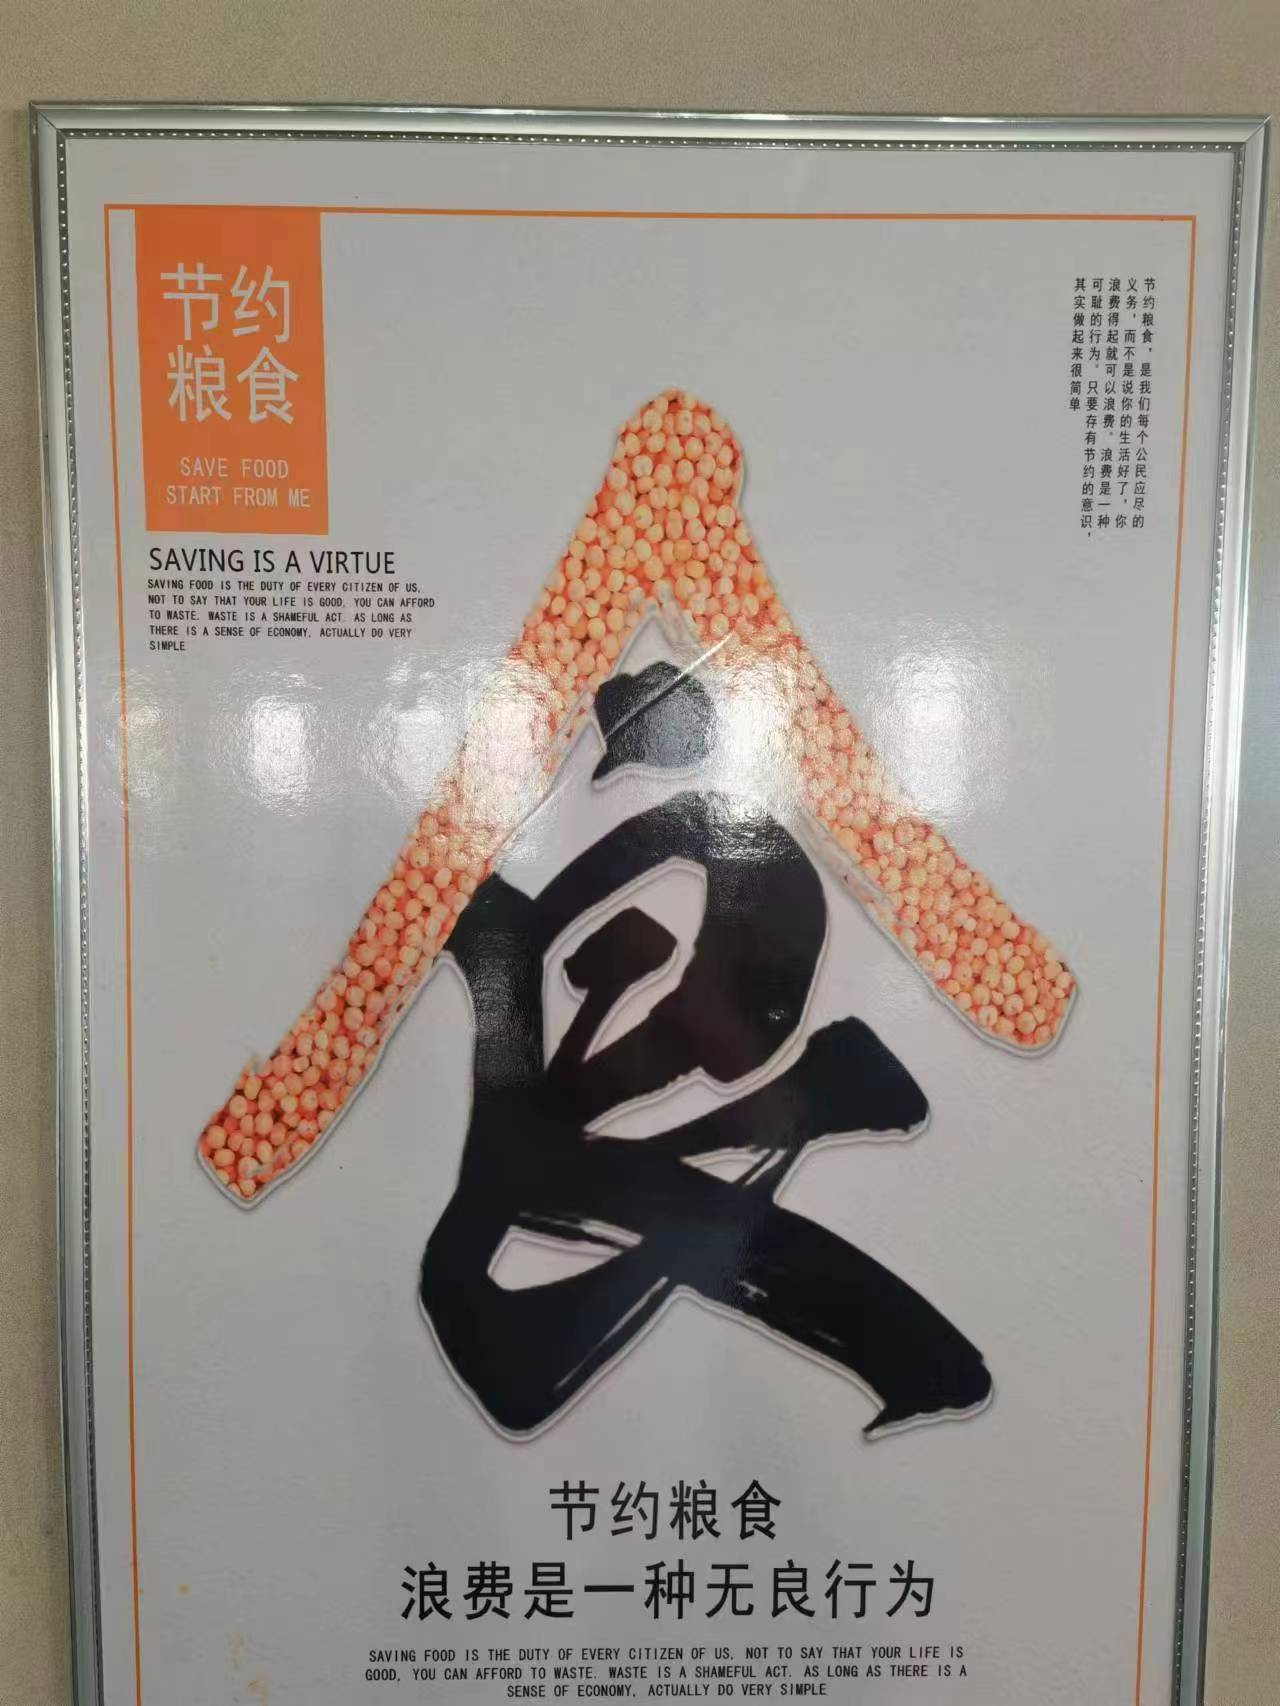 节约
粮食
SAVE FOOD
START FROM ME
SAVING IS A VIRTUE
SAVING FOOD IS THE DUTY OF EVERY CITIZEN OF US,
NOT TO SAY THAT YOUR LIFE IS GOOD, YOU CAN AFFORD
TO WASTE. WASTE IS A SHAMEFUL ACT. AS LONG AS
THERE IS A SENSE OF ECONOMY, ACTUALLY DO VERY
SIMPLE
节约粮食，是我们每个公民应尽的
义务，而不是说你的生活好了，你
浪费得起就可以浪费。浪费是一种
可耻的行为。只要存有节约的意识，
其实做起来很简单
食
节约粮食
浪费是一种无良行为
SAVING FOOD IS THE DUTY OF EVERY CITIZEN OF US, NOT TO SAY THAT YOUR LIFE IS
GOOD, YOU CAN AFFORD TO WASTE. WASTE IS A SHAMEFUL ACT. AS LONG AS THERE IS A
SENSE OF ECONOMY, ACTUALLY DO VERY SIMPLE